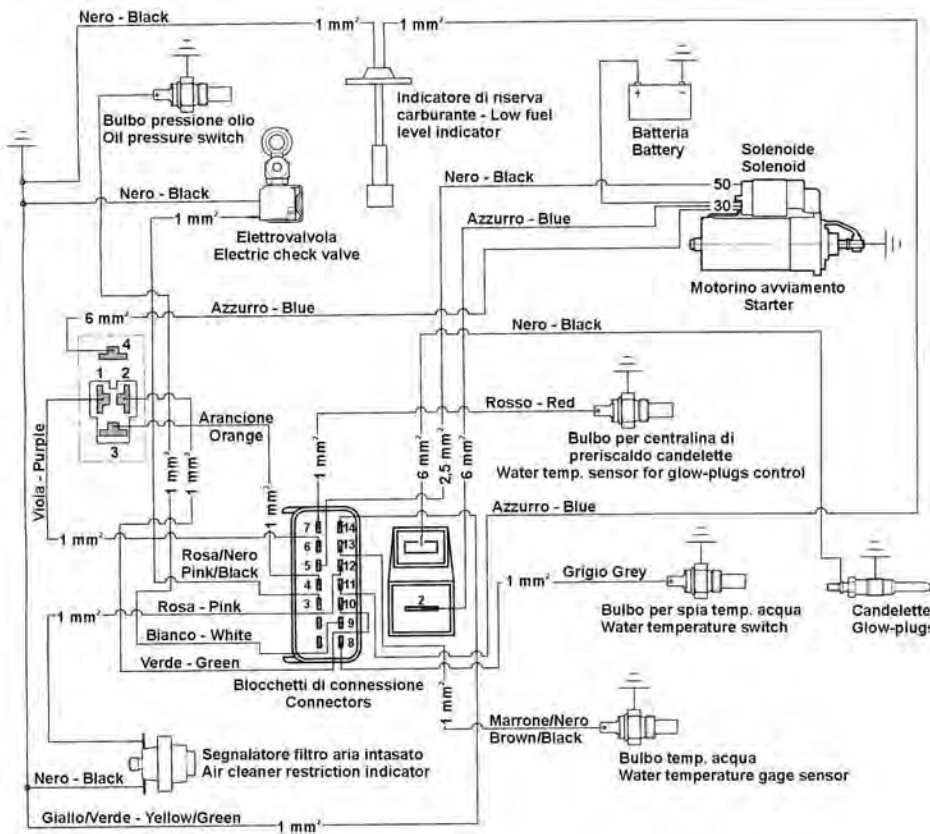 Nero - Black
1 mm²
1 mm²
Bulbo pressione olio
Oil pressure switch
Indicatore di riserva
carburante - Low fuel
level indicator
+
-
Batteria
Battery
Solenoide
Solenoid
Nero - Black
50
30
Nero - Black
1 mm²
Azzurro - Blue
Elettrovalvola
Electric check valve
Motorino avviamento
Starter
6 mm²
Azzurro - Blue
Nero - Black
4
1
2
3
Rosso - Red
Arancione
Orange
Bulbo per centralina di
preriscaldo candelette
Water temp. sensor for glow-plugs control
Viola - Purple
1 mm²
1 mm²
1 mm²
1 mm²
6 mm²
2,5 mm²
6 mm²
Azzurro - Blue
1 mm²
7
14
6
13
5
12
4
11
3
10
9
8
2
Rosa/Nero
Pink/Black
1 mm²
Grigio Grey
1 mm²
Rosa - Pink
Bulbo per spia temp. acqua
Water temperature switch
Candelette
Glow-plugs
Bianco - White
Verde - Green
Blocchetti di connessione
Connectors
1 mm²
Marrone/Nero
Brown/Black
Segnalatore filtro aria intasato
Air cleaner restriction indicator
Bulbo temp. acqua
Water temperature gage sensor
Nero - Black
Giallo/Verde - Yellow/Green
1 mm²